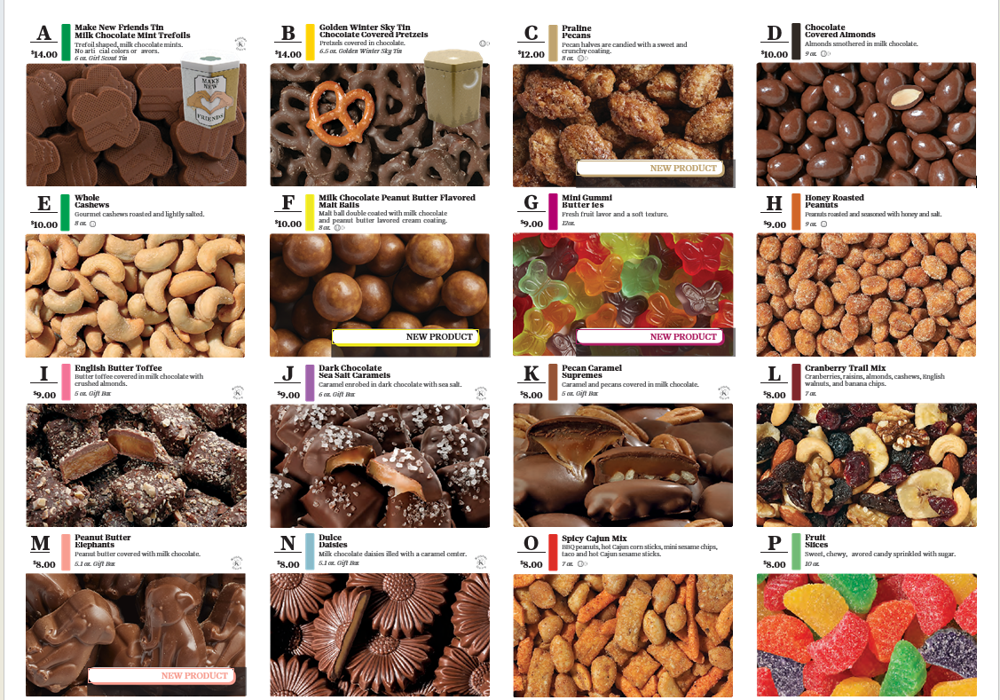 A
Make New Friends Tin
Milk Chocolate Mint Trefoils
Trefoil shaped, milk chocolate mints.
No arti cial colors or avors.
$14.00
6 oz. Girl Scout Tin
MAKE
NEW
FRIENDS
B
Golden Winter Sky Tin
Chocolate Covered Pretzels
Pretzels covered in chocolate.
$14.00
6.5 oz. Golden Winter Sky Tin
C
Praline
Pecans
Pecan halves are candied with a sweet and
crunchy coating.
$12.00
8 oz.
NEW PRODUCT
D
Chocolate
Covered Almonds
Almonds smothered in milk chocolate.
$10.00
9 oz.
E
Whole
Cashews
Gourmet cashews roasted and lightly salted.
$10.00
8 oz.
F
Milk Chocolate Peanut Butter Flavored
Malt Balls
Malt ball double coated with milk chocolate
and peanut butter flavored cream coating.
$10.00
8 oz.
NEW PRODUCT
G
Mini Gummi
Butter ies
Fresh fruit lavor and a soft texture.
$9.00
12oz.
NEW PRODUCT
H
Honey Roasted
Peanuts
Peanuts roasted and seasoned with honey and salt.
$9.00
9 oz.
I
English Butter Toffee
Butter toffee covered in milk chocolate with
crushed almonds.
$9.00
5 oz. Gift Box
J
Dark Chocolate
Sea Salt Caramels
Caramel enrobed in dark chocolate with sea salt.
$9.00
6 oz. Gift Box
K
Pecan Caramel
Supremes
Caramel and pecans covered in milk chocolate.
$8.00
5 oz. Gift Box
L
Cranberry Trail Mix
Cranberries, raisins, almonds, cashews, English
walnuts, and banana chips.
$8.00
7 oz.
M
Peanut Butter
Elephants
Peanut butter covered with milk chocolate.
$8.00
5.1 oz. Gift Box
NEW PRODUCT
N
Dulce
Daisies
Milk chocolate daisies illed with a caramel center.
$8.00
5.1 oz. Gift Box
O
Spicy Cajun Mix
BBQ peanuts, hot Cajun corn sticks, mini sesame chips,
taco and hot Cajun sesame sticks.
$8.00
7 oz.
P
Fruit
Slices
Sweet, chewy, avored candy sprinkled with sugar.
$8.00
10 oz.